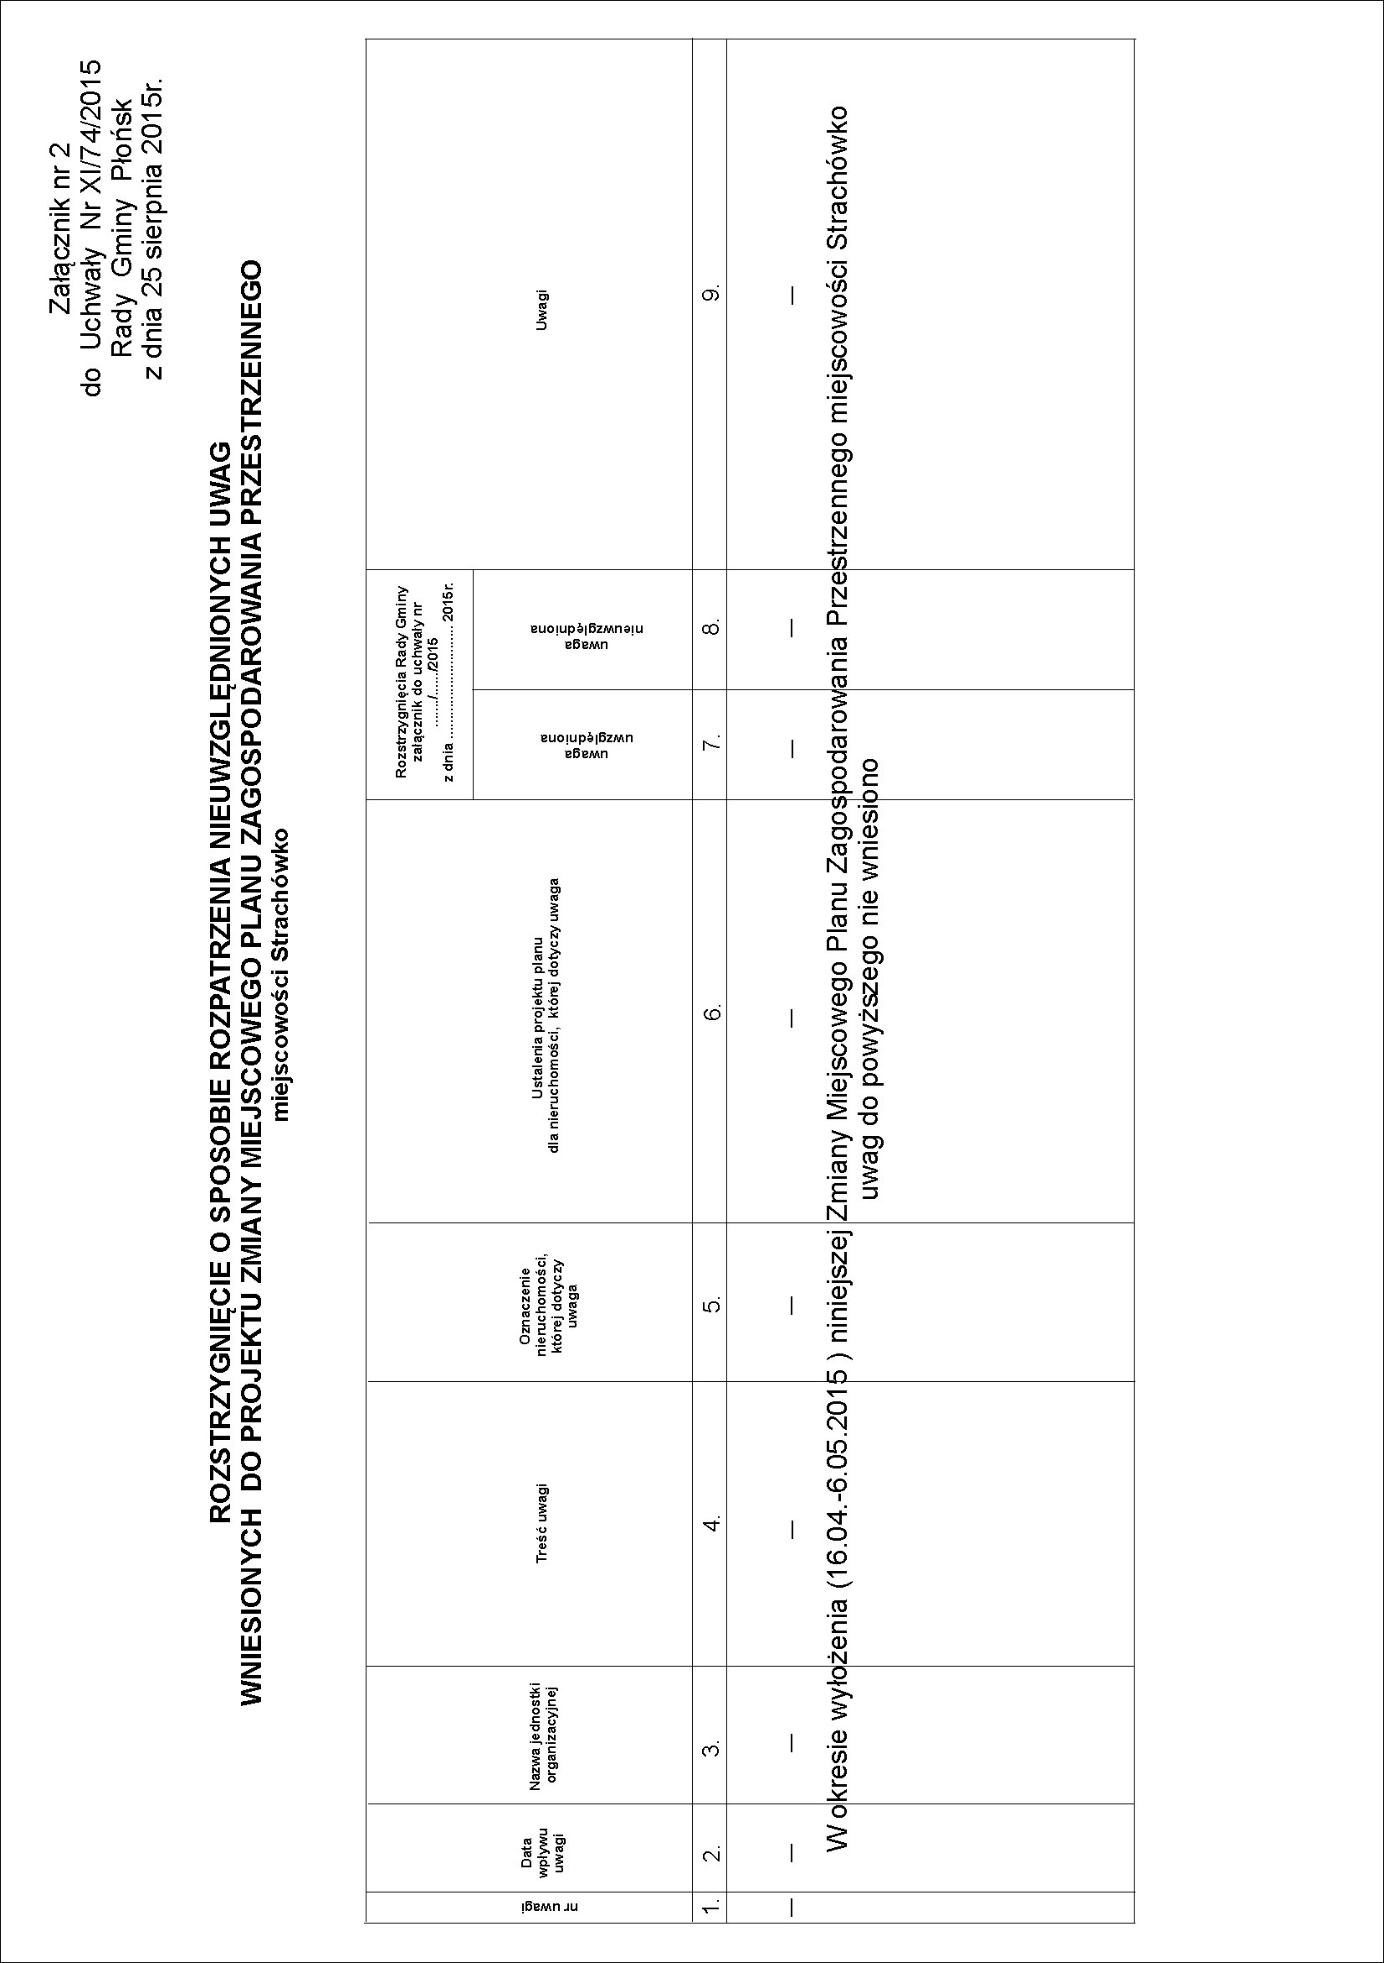 Załącznik nr 2
do Uchwały Nr XI/74/2015
Rady Gminy Płońsk
z dnia 25 sierpnia 2015r.
ROZSTRZYGNIĘCIE O SPOSOBIE ROZPATRZENIA NIEUWZGLĘDNIONYCH UWAG
WNIESIONYCH DO PROJEKTU ZMIANY MIEJSCOWEGO PLANU ZAGOSPODAROWANIA PRZESTRZENNEGO
miejscowości Strachówko
nr uwagi
Data
wpływu
uwagi
Nazwa jednostki
organizacyjnej
Treść uwagi
Oznaczenie
nieruchomości,
której dotyczy
uwaga
Ustalenia projektu planu
dla nieruchomości, której dotyczy uwaga
Rozstrzygnięcia Rady Gminy
załącznik do uchwały nr
......./....../2015
z dnia ............................ 2015r.
uwaga
uwzględniona
uwaga
nieuwzględniona
Uwagi
1. 2. 3. 4. 5. 6. 7. 8. 9.
— — — — — — — — —
W okresie wyłożenia (16.04.-6.05.2015 ) niniejszej Zmiany Miejscowego Planu Zagospodarowania Przestrzennego miejscowości Strachówko
uwag do powyższego nie wniesiono